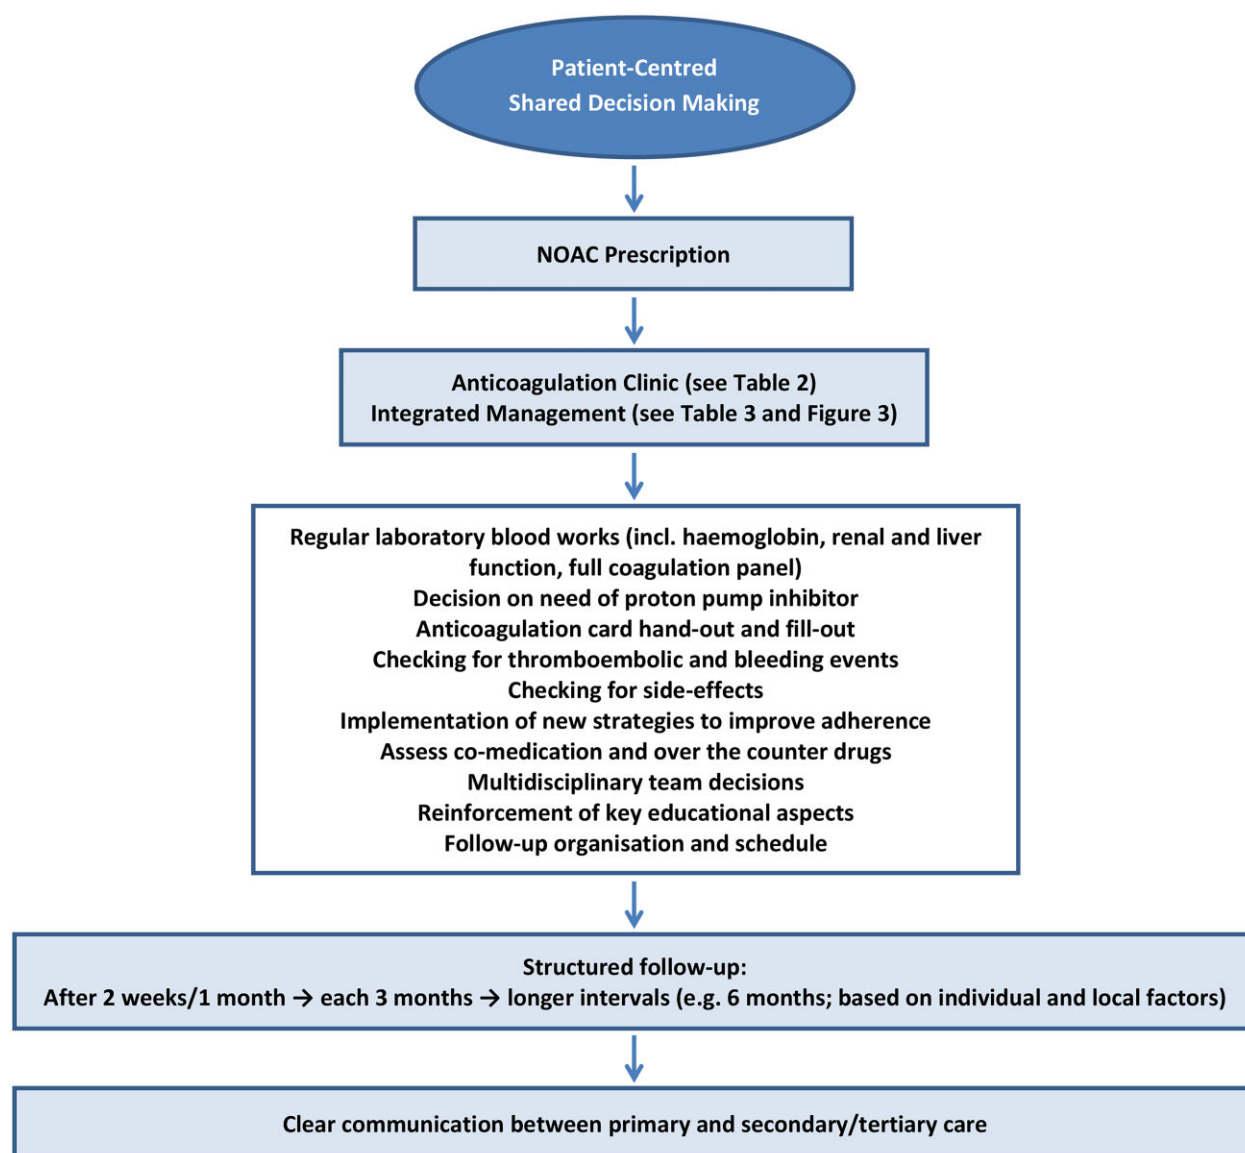 Patient-Centred
Shared Decision Making
NOAC Prescription
Anticoagulation Clinic (see Table 2)
Integrated Management (see Table 3 and Figure 3)
Regular laboratory blood works (incl. haemoglobin, renal and liver
function, full coagulation panel)
Decision on need of proton pump inhibitor
Anticoagulation card hand-out and fill-out
Checking for thromboembolic and bleeding events
Checking for side-effects
Implementation of new strategies to improve adherence
Assess co-medication and over the counter drugs
Multidisciplinary team decisions
Reinforcement of key educational aspects
Follow-up organisation and schedule
Structured follow-up:
After 2 weeks/1 month → each 3 months → longer intervals (e.g. 6 months; based on individual and local factors)
Clear communication between primary and secondary/tertiary care